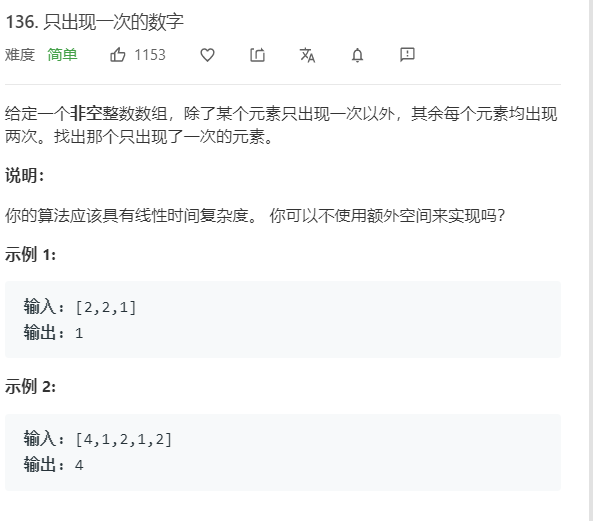 136. 只出现一次的数字
难度 简单 1153
给定一个非空整数数组，除了某个元素只出现一次以外，其余每个元素均出现
两次。找出那个只出现了一次的元素。
说明：
你的算法应该具有线性时间复杂度。 你可以不使用额外空间来实现吗？
示例 1:
输入: [2,2,1]
输出: 1
示例 2:
输入: [4,1,2,1,2]
输出: 4